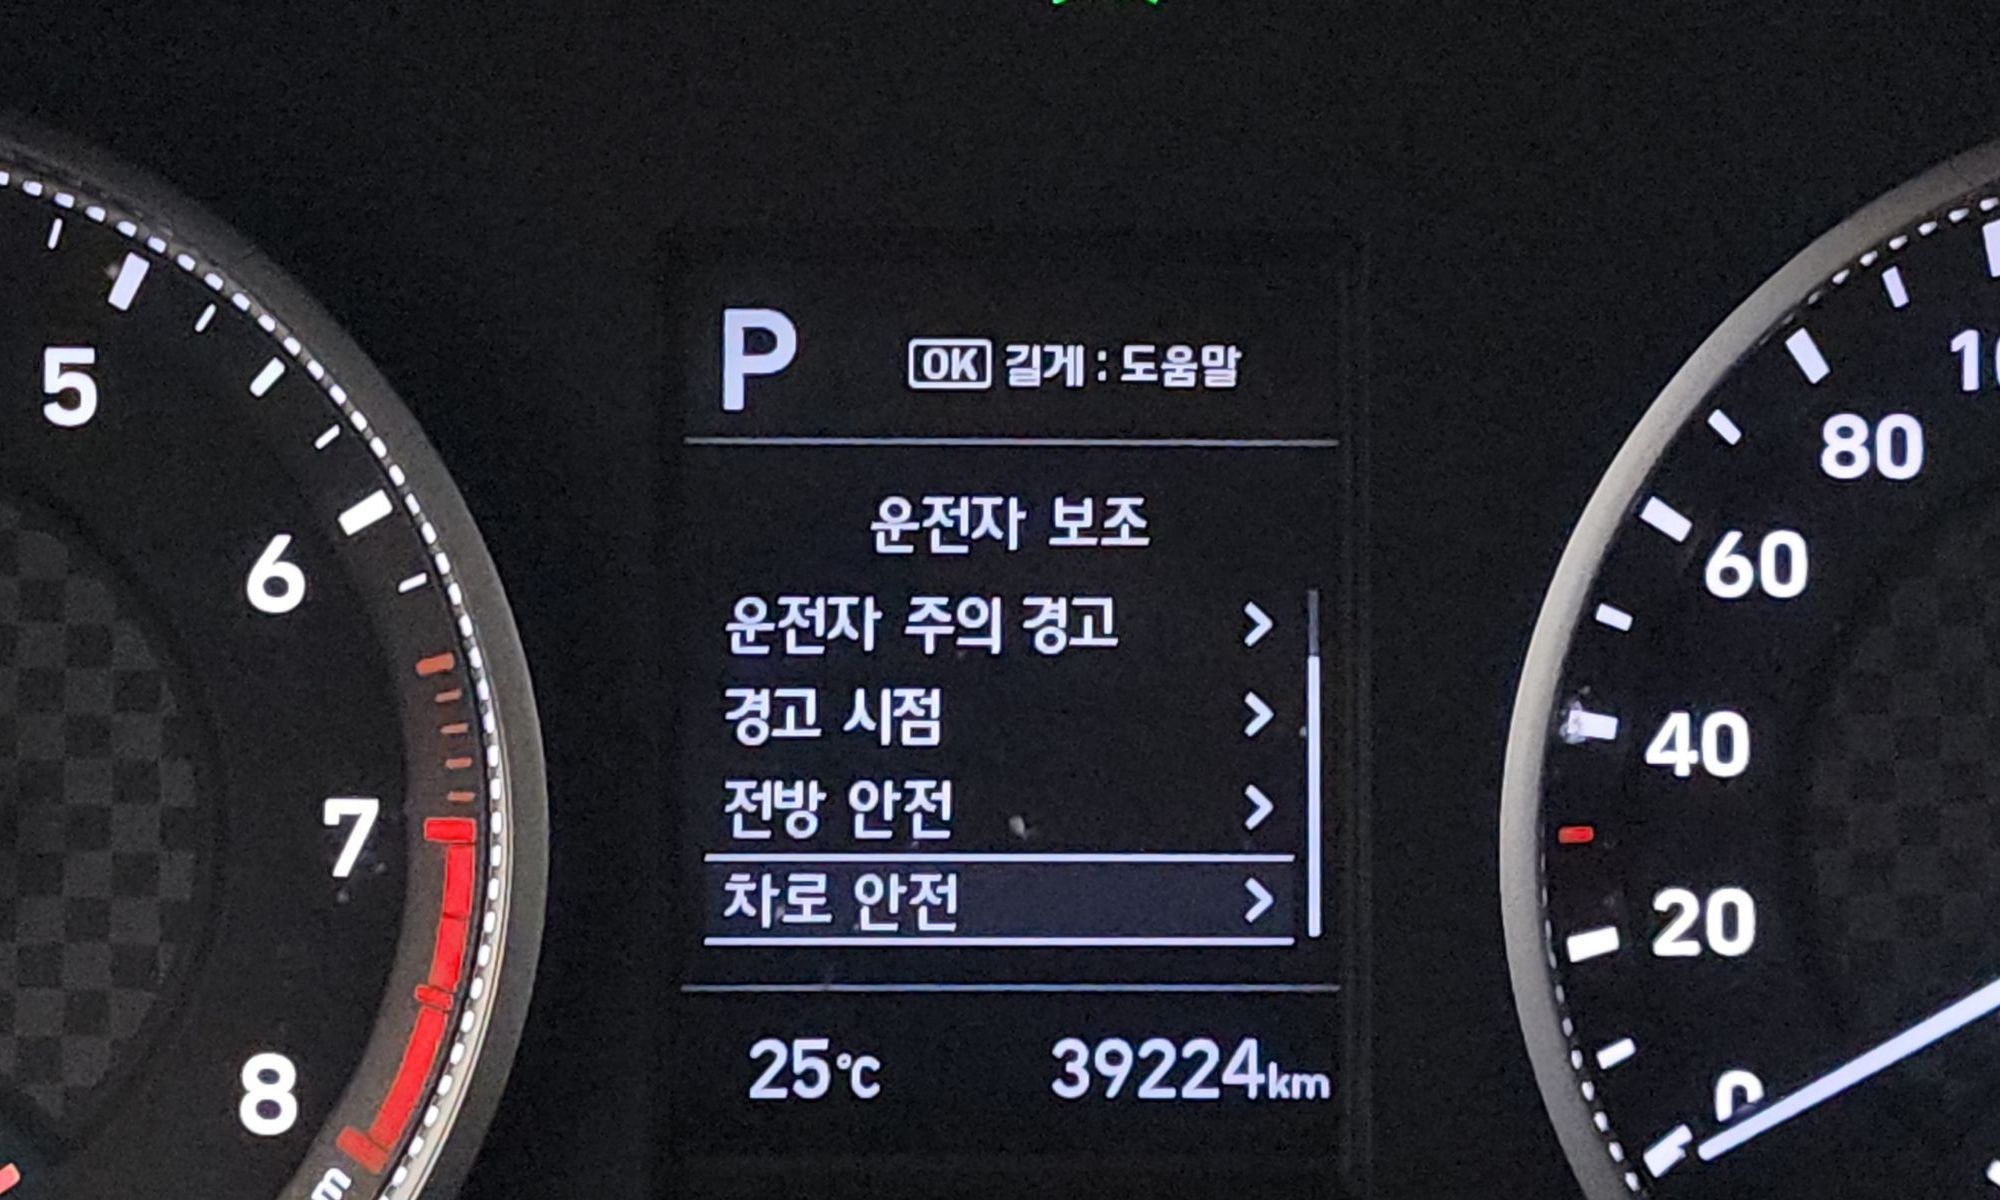 P OK 길게 : 도움말
운전자 보조
운전자 주의 경고 >
경고 시점 >
전방 안전 >
차로 안전 >
25℃ 39224km
5
6
7
8
80
60
40
20
0